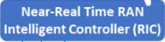 Near-Real Time RAN
Intelligent Controller (RIC)